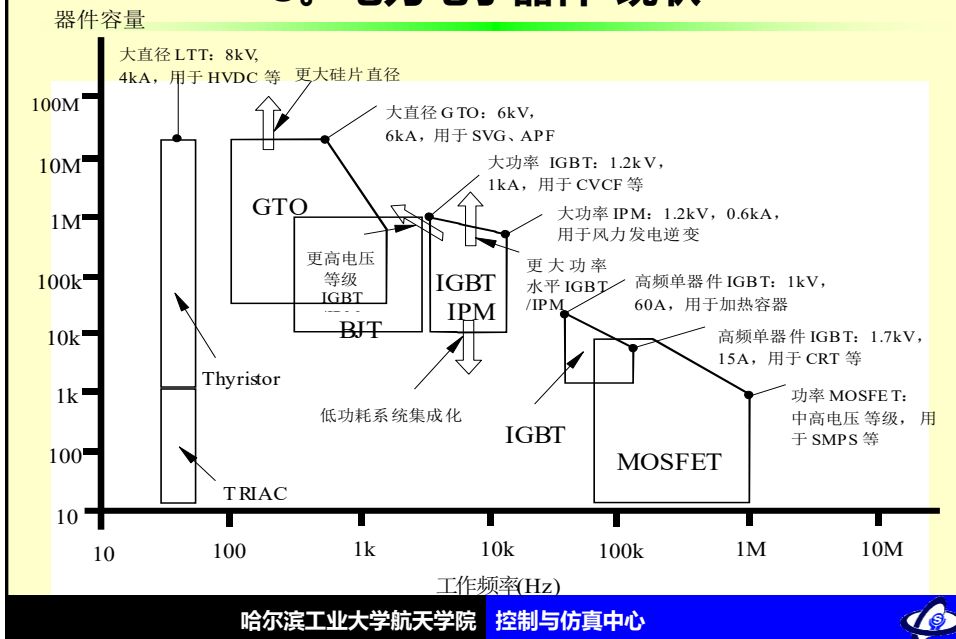 电力电子器件
器件容量
大直径 LTT：8kV,
4kA，用于 HVDC 等
更大硅片直径
100M
大直径 GTO：6kV，
6kA，用于 SVG、APF
10M
大功率 IGBT：1.2kV，
1kA，用于 CVCF 等
GTO
1M
大功率 IPM：1.2kV，0.6kA，
用于风力发电逆变
更高电压
等级
IGBT
更大功率
水平 IGBT
/IPM
100k
IGBT
IPM
高频单器件 IGBT：1kV，
60A，用于加热容器
BJT
10k
高频单器件 IGBT：1.7kV，
15A，用于 CRT 等
Thyristor
1k
低功耗系统集成化
功率 MOSFET：
中高电压 等级， 用
于 SMPS 等
IGBT
100
MOSFET
TRIAC
10
10
100
1k
10k
100k
1M
10M
工作频率(Hz)
哈尔滨工业大学航天学院 控制与仿真中心